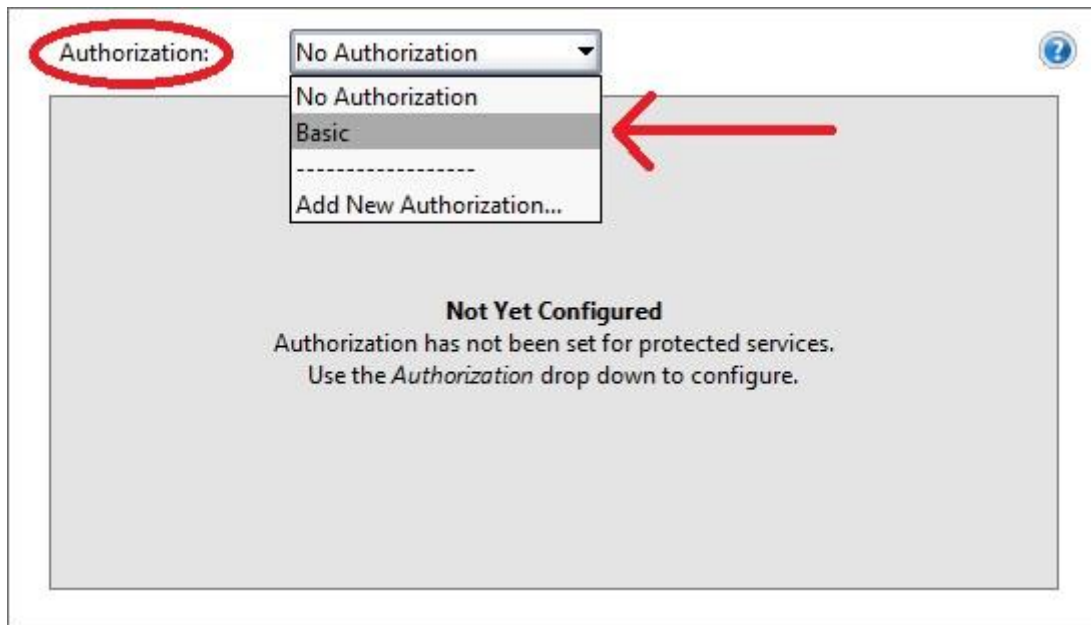 Authorization:
No Authorization
?
No Authorization
Basic
------------------
Add New Authorization...
Not Yet Configured
Authorization has not been set for protected services.
Use the Authorization drop down to configure.